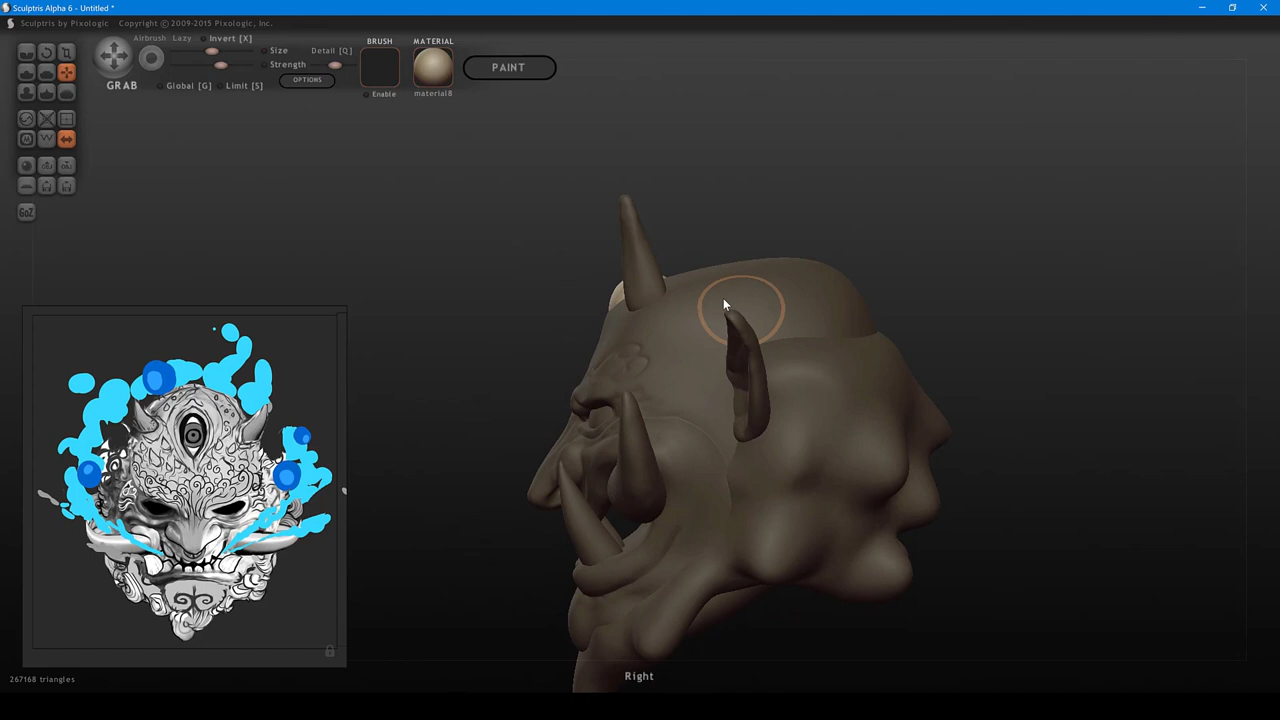 Sculptris Alpha 6 - Untitled *
Sculptris by Pixologic Copyright © 2009-2015 Pixologic, Inc.
Airbrush Lazy Invert [X]
Size Detail [Q]
Strength
OPTIONS
GRAB
Global [G] Limit [S]
BRUSH
Enable
MATERIAL
material8
PAINT
GoZ
Right
267168 triangles